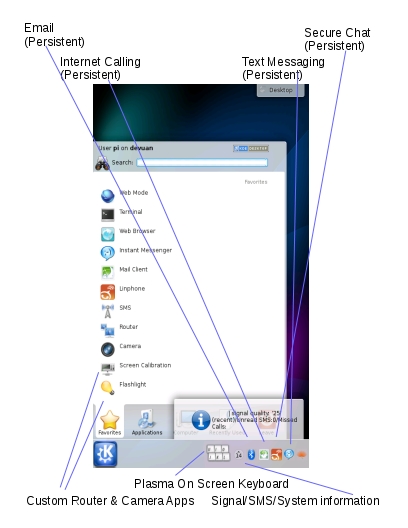 Email
(Persistent)
Secure Chat
(Persistent)
Internet Calling
(Persistent)
Text Messaging
(Persistent)
Desktop
User pi on devuan
Search:
Favorites
Web Mode
Terminal
Web Browser
Instant Messenger
Mail Client
Linphone
SMS
Router
Camera
Screen Calibration
Flashlight
signal quality '25
(recent)unread SMS:0/Missed
Calls:
Favorites
Applications
Recently Used
Plasma On Screen Keyboard
Custom Router & Camera Apps
Signal/SMS/System information